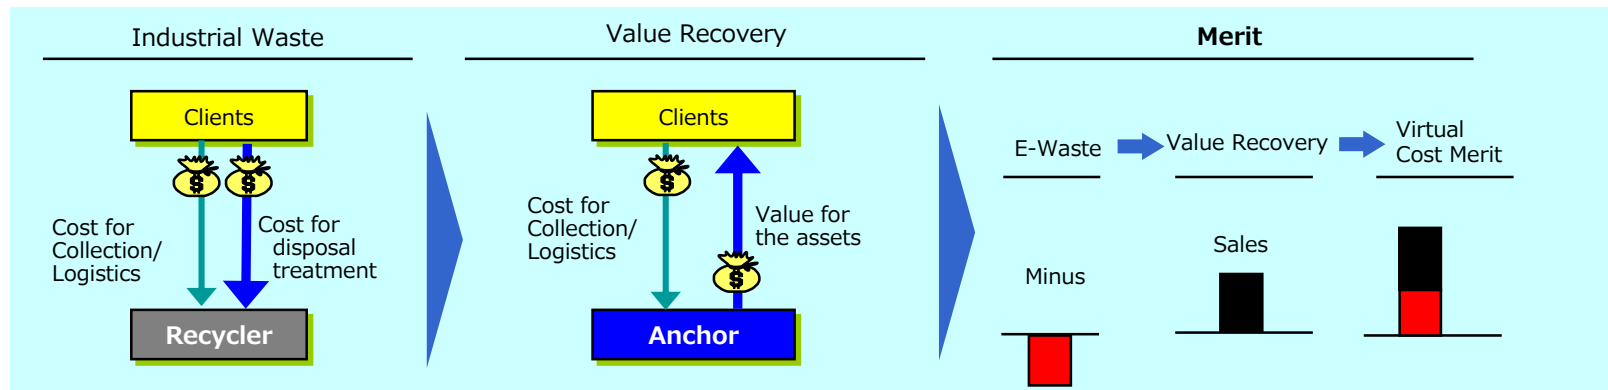 Industrial Waste
Clients
$
$
Cost for
Collection/
Logistics
Cost for
disposal
treatment
Recycler
Value Recovery
Clients
$
Cost for
Collection/
Logistics
Value for
the assets
$
Anchor
Merit
E-Waste
Value Recovery
Virtual
Cost Merit
Minus
Sales